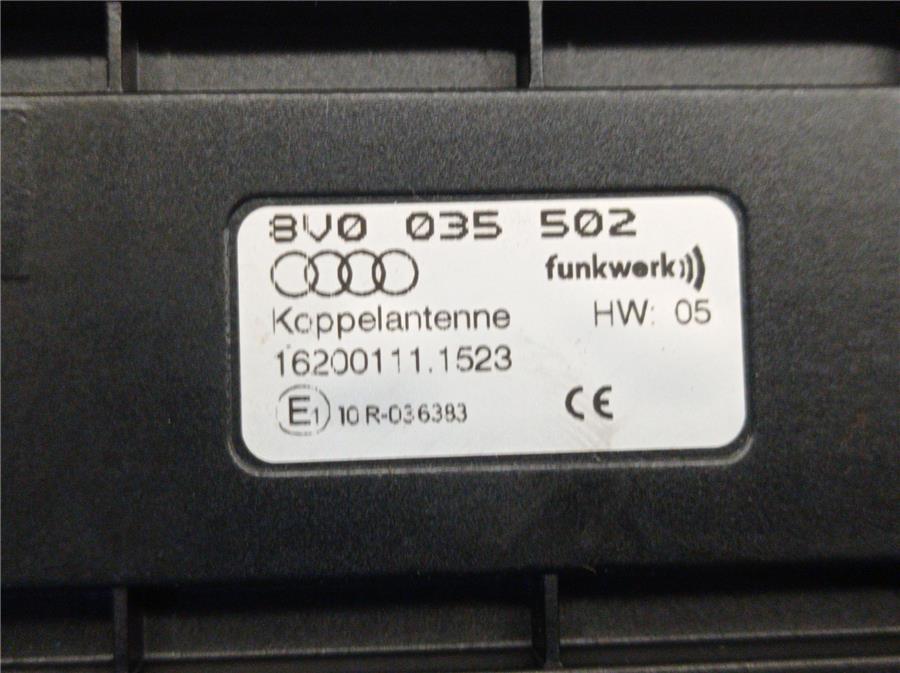 8V0 035 502
funkwerk
Koppelantenne HW: 05
16200111.1523
E1 10 R-036383 CE